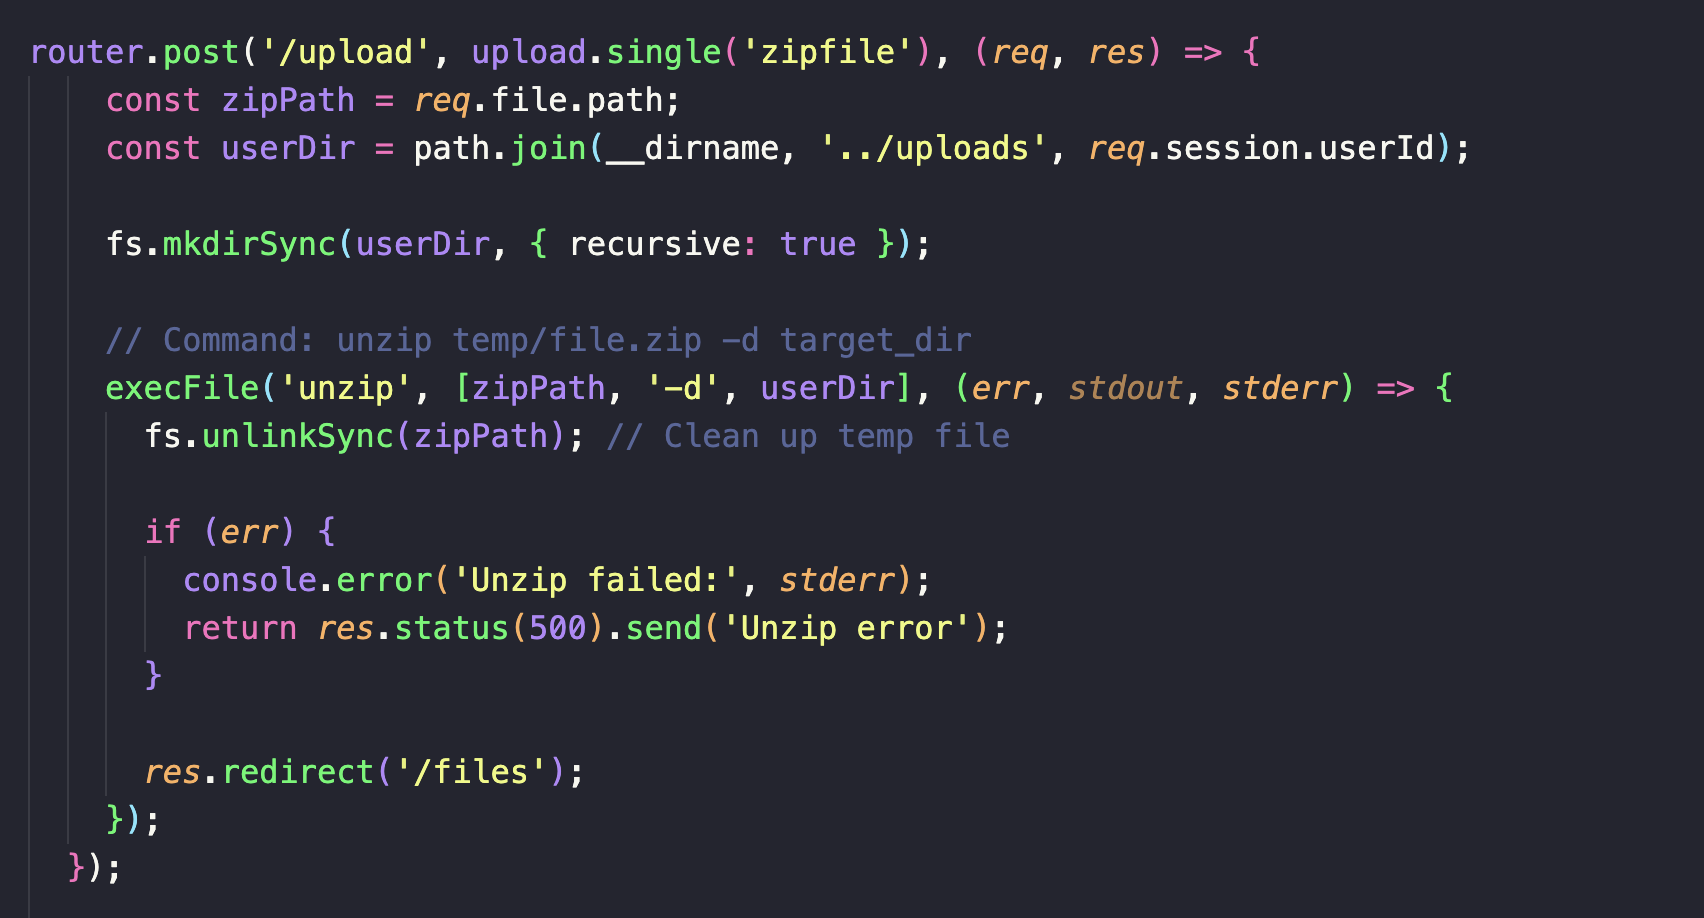 router.post('/upload', upload.single('zipfile'), (req, res) => {
const zipPath = req.file.path;
const userDir = path.join(__dirname, '../uploads', req.session.userId);
fs.mkdirSync(userDir, { recursive: true });
// Command: unzip temp/file.zip -d target_dir
execFile('unzip', [zipPath, '-d', userDir], (err, stdout, stderr) => {
fs.unlinkSync(zipPath); // Clean up temp file
if (err) {
console.error('Unzip failed:', stderr);
return res.status(500).send('Unzip error');
}
res.redirect('/files');
});
});